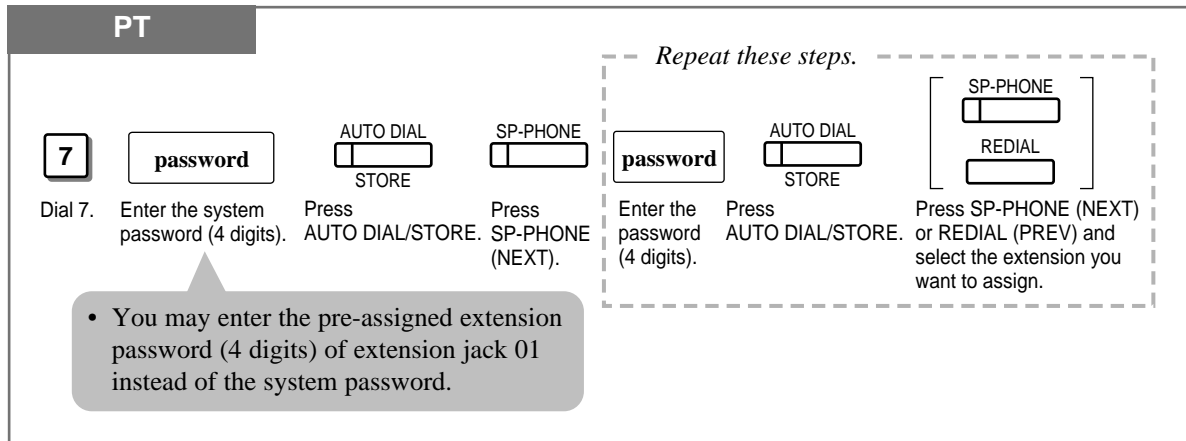 PT
Repeat these steps.
7
password
AUTO DIAL
STORE
SP-PHONE
password
AUTO DIAL
STORE
SP-PHONE
REDIAL
Dial 7.
Enter the system
password (4 digits).
Press
AUTO DIAL/STORE.
Press
SP-PHONE
(NEXT).
Enter the
password
(4 digits).
Press
AUTO DIAL/STORE.
Press SP-PHONE (NEXT)
or REDIAL (PREV) and
select the extension you
want to assign.
• You may enter the pre-assigned extension
password (4 digits) of extension jack 01
instead of the system password.